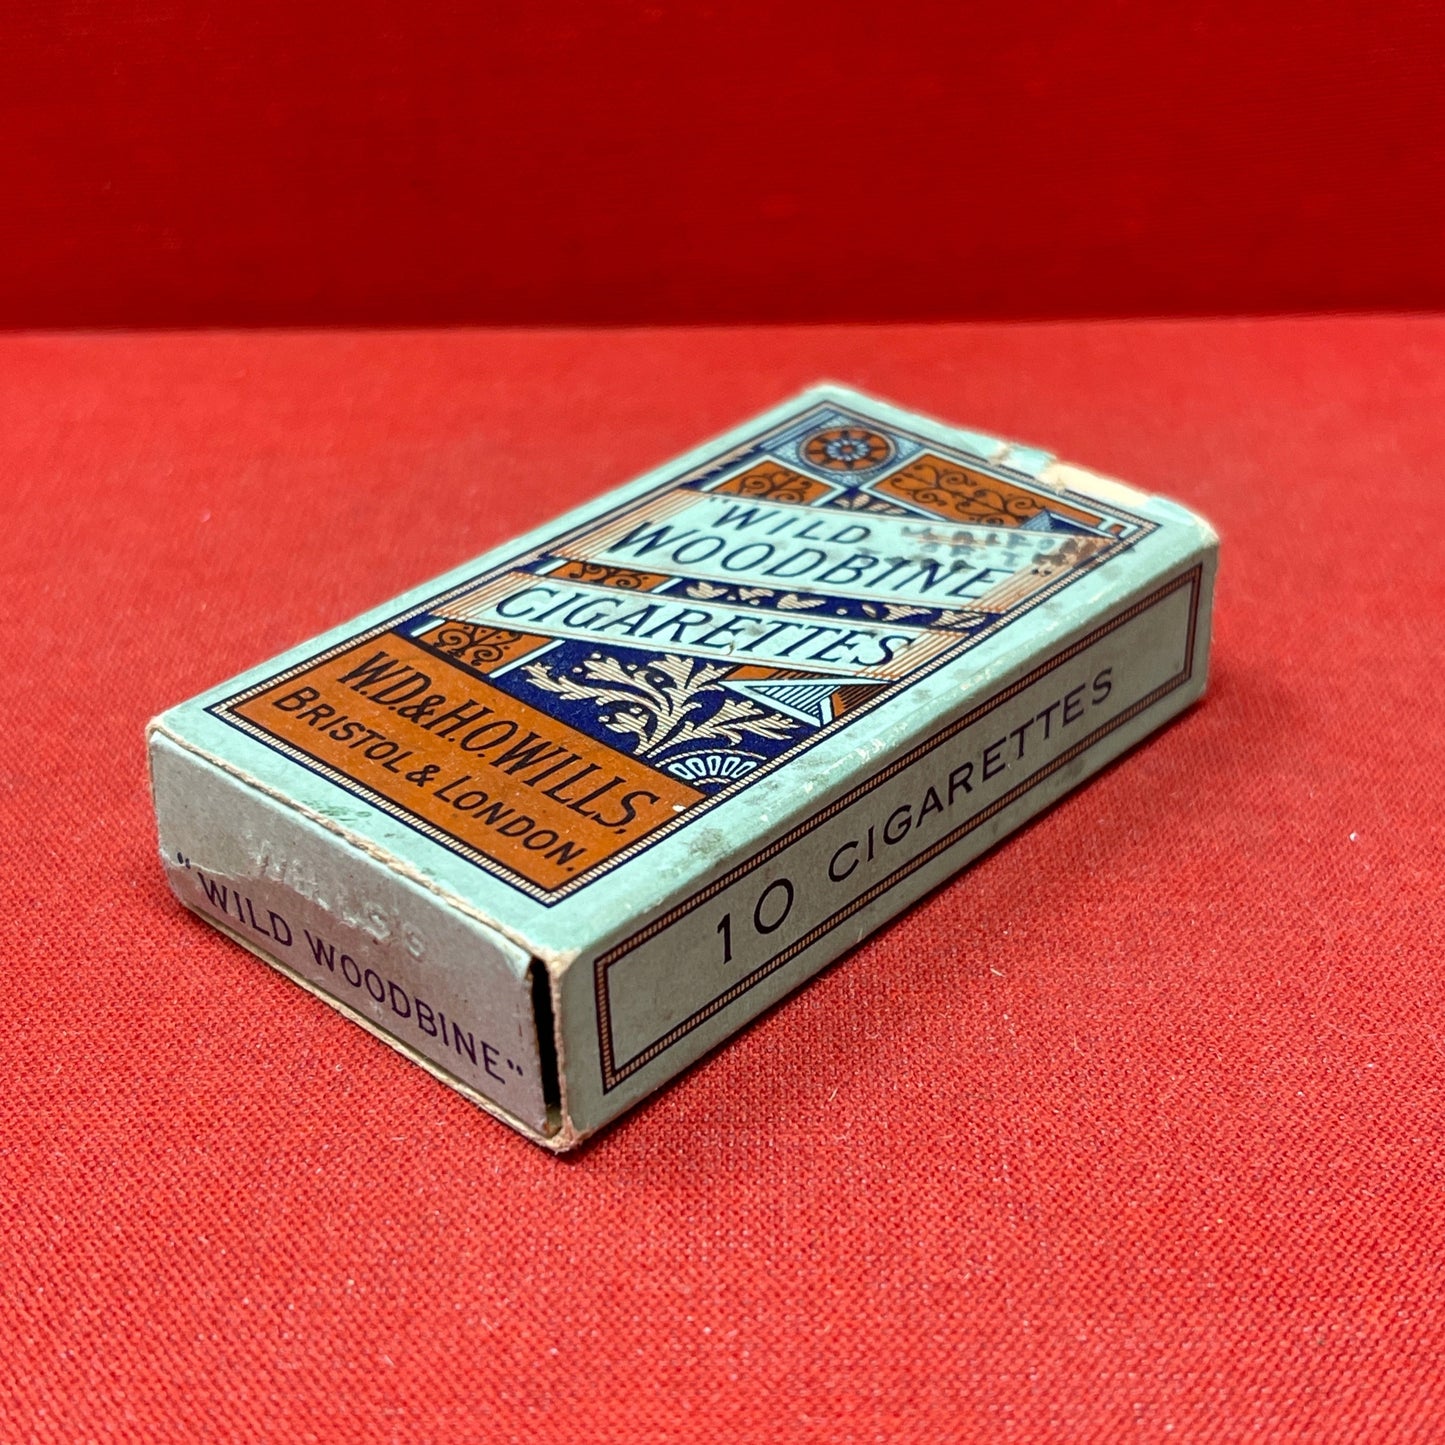 "WILD
WOODBINE"
CIGARETTES
W.D.& H.O. WILLS,
BRISTOL & LONDON.
10 CIGARETTES
"WILD WOODBINE"